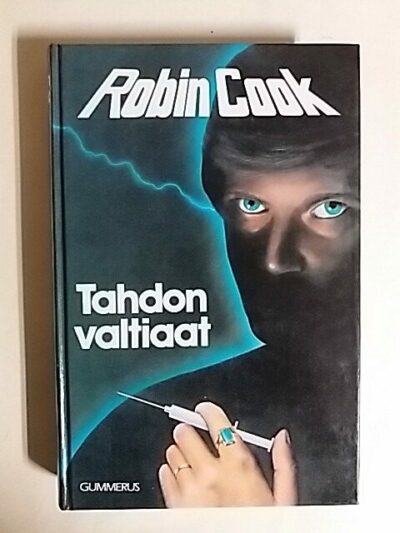 Robin Cook
Tahdon
valtiaat
GUMMERUS